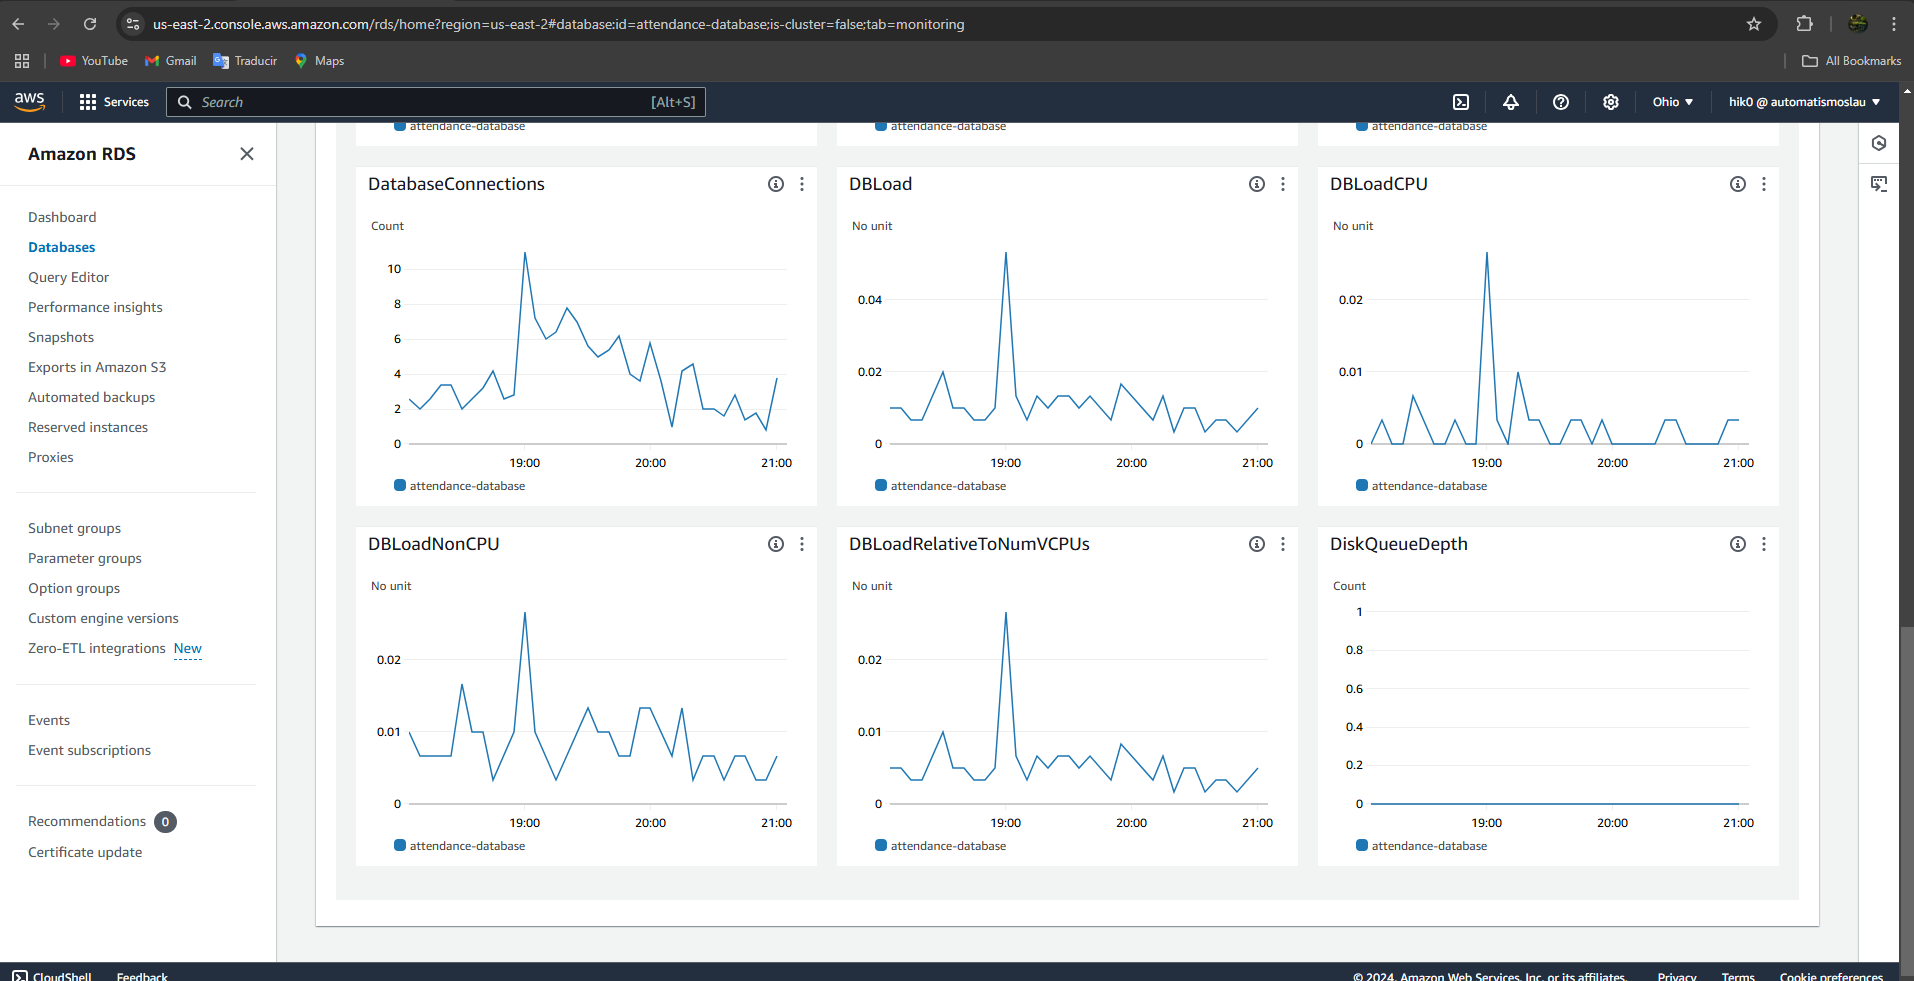 us-east-2.console.aws.amazon.com/rds/home?region=us-east-2#database:id=attendance-database;is-cluster=false;tab=monitoring
YouTube Gmail Traducir Maps All Bookmarks
aws Services Search [Alt+S] Ohio hik0 @ automatismoslau
Amazon RDS
Dashboard
Databases
Query Editor
Performance insights
Snapshots
Exports in Amazon S3
Automated backups
Reserved instances
Proxies
Subnet groups
Parameter groups
Option groups
Custom engine versions
Zero-ETL integrations New
Events
Event subscriptions
Recommendations 0
Certificate update
attendance-database attendance-database attendance-database
DatabaseConnections
Count
10
8
6
4
2
0
19:00 20:00 21:00
attendance-database
DBLoad
No unit
0.04
0.02
0
19:00 20:00 21:00
attendance-database
DBLoadCPU
No unit
0.02
0.01
0
19:00 20:00 21:00
attendance-database
DBLoadNonCPU
No unit
0.02
0.01
0
19:00 20:00 21:00
attendance-database
DBLoadRelativeToNumVCPUs
No unit
0.02
0.01
0
19:00 20:00 21:00
attendance-database
DiskQueueDepth
Count
1
0.8
0.6
0.4
0.2
0
19:00 20:00 21:00
attendance-database
CloudShell Feedback © 2024, Amazon Web Services, Inc. or its affiliates. Privacy Terms Cookie preferences